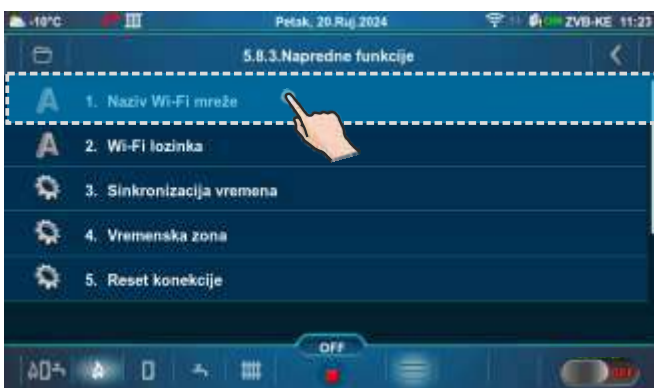 -10°C Petak, 20.Ruj 2024 ZVB-KE 11:23
5.8.3.Napredne funkcije
1. Naziv Wi-Fi mreže
2. Wi-Fi lozinka
3. Sinkronizacija vremena
4. Vremenska zona
5. Reset konekcije
OFF
OFF